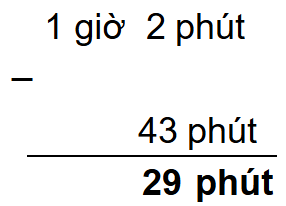 1 giờ 2 phút
–
43 phút
29 phút